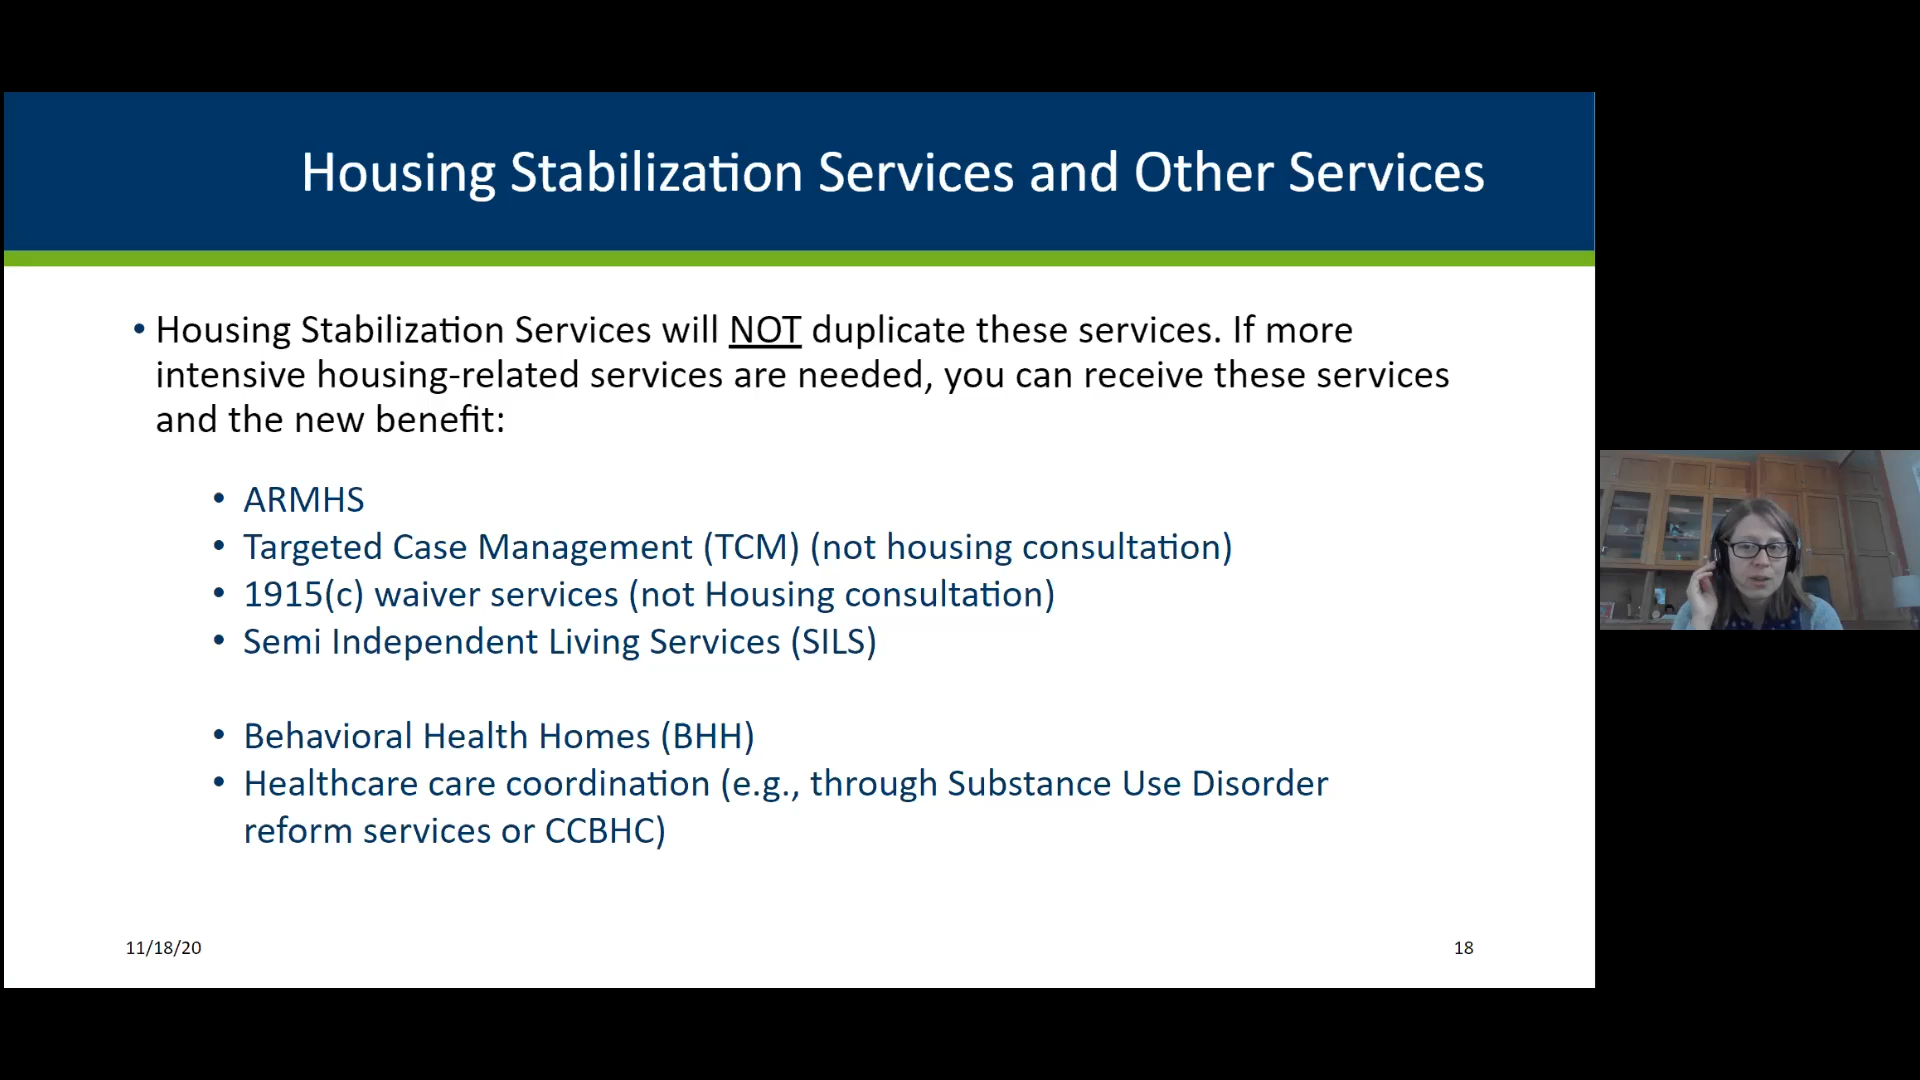 Housing Stabilization Services and Other Services
• Housing Stabilization Services will NOT duplicate these services. If more
intensive housing-related services are needed, you can receive these services
and the new benefit:
• ARMHS
• Targeted Case Management (TCM) (not housing consultation)
• 1915(c) waiver services (not Housing consultation)
• Semi Independent Living Services (SILS)
• Behavioral Health Homes (BHH)
• Healthcare care coordination (e.g., through Substance Use Disorder
reform services or CCBHC)
11/18/20
18